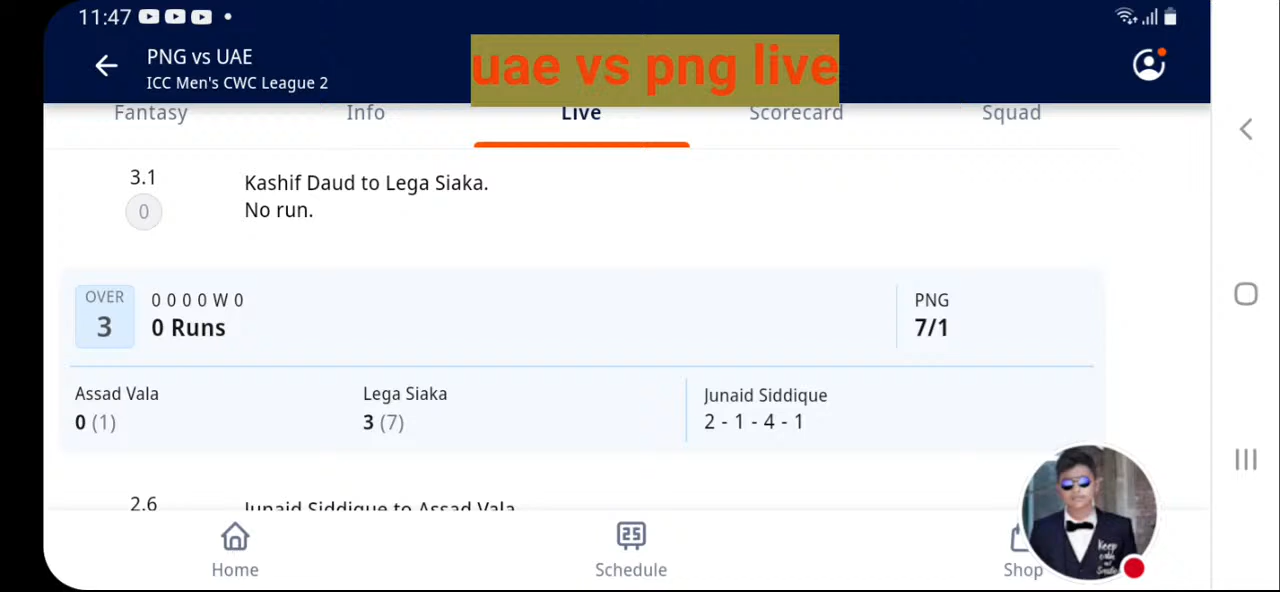 11:47
PNG vs UAE
ICC Men's CWC League 2
uae vs png live
Fantasy Info Live Scorecard Squad
3.1
0
Kashif Daud to Lega Siaka.
No run.
OVER
3
0 0 0 0 W 0
0 Runs
PNG
7/1
Assad Vala
0 (1)
Lega Siaka
3 (7)
Junaid Siddique
2 - 1 - 4 - 1
2.6
Junaid Siddique to Assad Vala
25
Home Schedule Shop
Keep